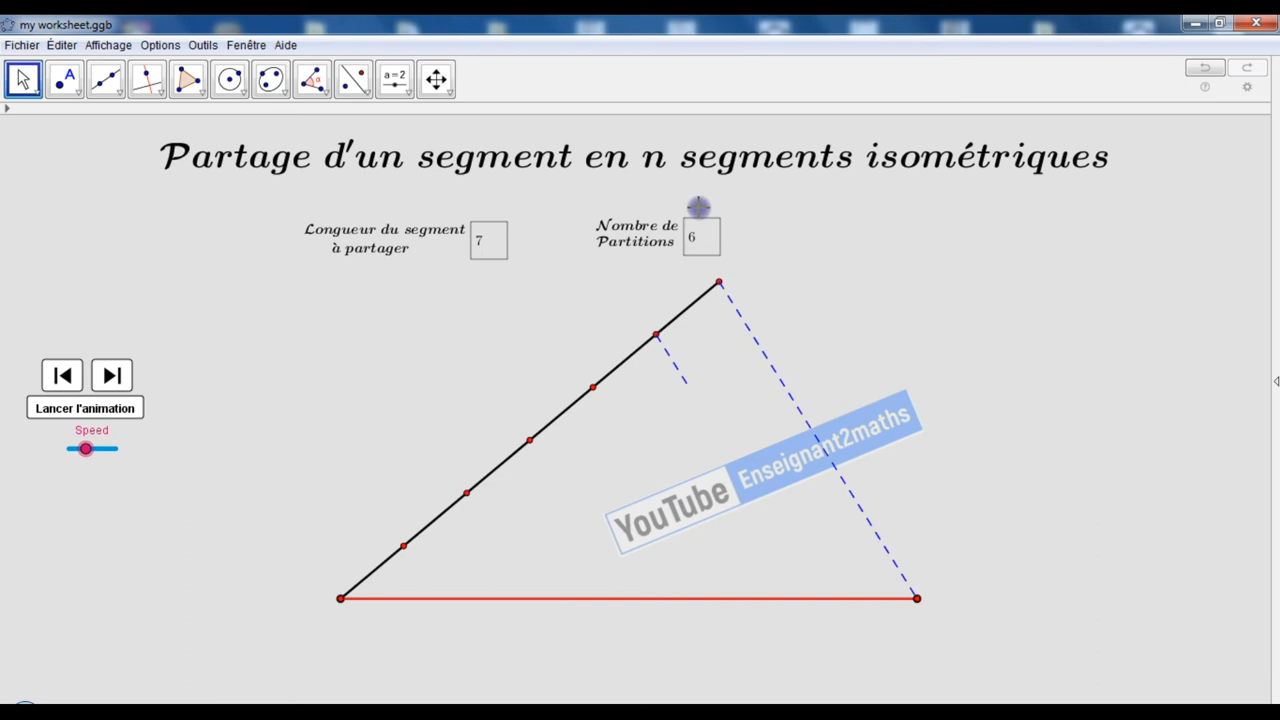 my worksheet.ggb
Fichier Éditer Affichage Options Outils Fenêtre Aide
A
α
a=2
Partage d'un segment en n segments isométriques
Longueur du segment
à partager
7
Nombre de
Partitions
6
Lancer l'animation
Speed
YouTube Enseignant2maths